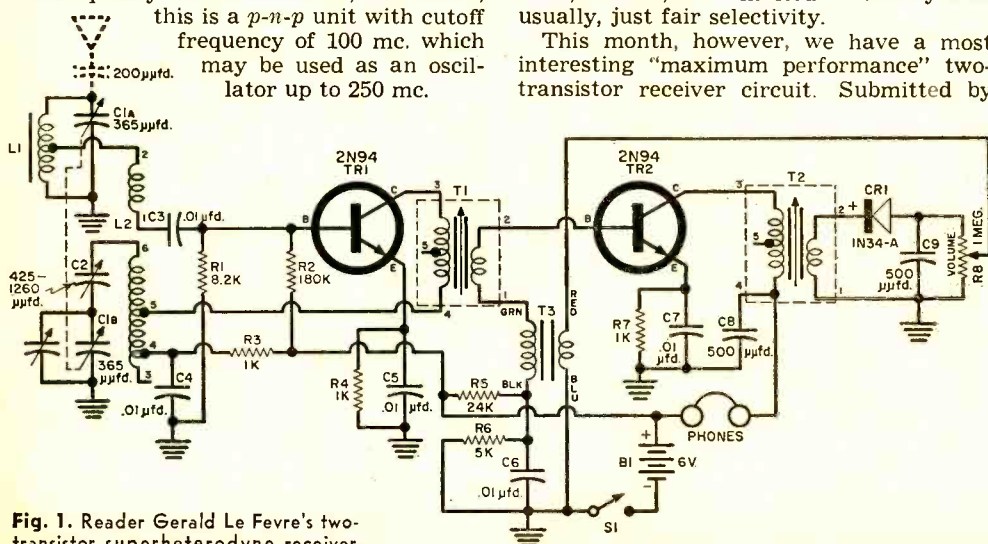 this is a p-n-p unit with cutoff
frequency of 100 mc. which
may be used as an oscil-
lator up to 250 mc.
usually, just fair selectivity.
This month, however, we have a most
interesting “maximum performance” two-
transistor receiver circuit. Submitted by
200μμfd.
C1A
365μμfd.
L1
2
L2
1
C3
.01μfd.
R1
8.2K
R2
180K
B
2N94
TR1
C
E
3
T1
5
4
2
1
GRN
T3
BLK
RED
BLU
2N94
TR2
B
C
E
3
T2
5
4
2
1
+
CR1
1N34-A
C9
500
μμfd.
VOLUME
R8 1 MEG.
6
C2
425-
1260
μμfd.
C1B
365
μμfd.
5
4
3
C4
.01μfd.
R3
1K
R4
1K
C5
.01 μfd.
R5
24K
R6
5K
C6
.01μfd.
R7
1K
C7
.01
μfd.
C8
500 μμfd.
PHONES
+
B1
6V.
-
S1
Fig. 1. Reader Gerald Le Fevre's two-
transistor superheterodyne receiver